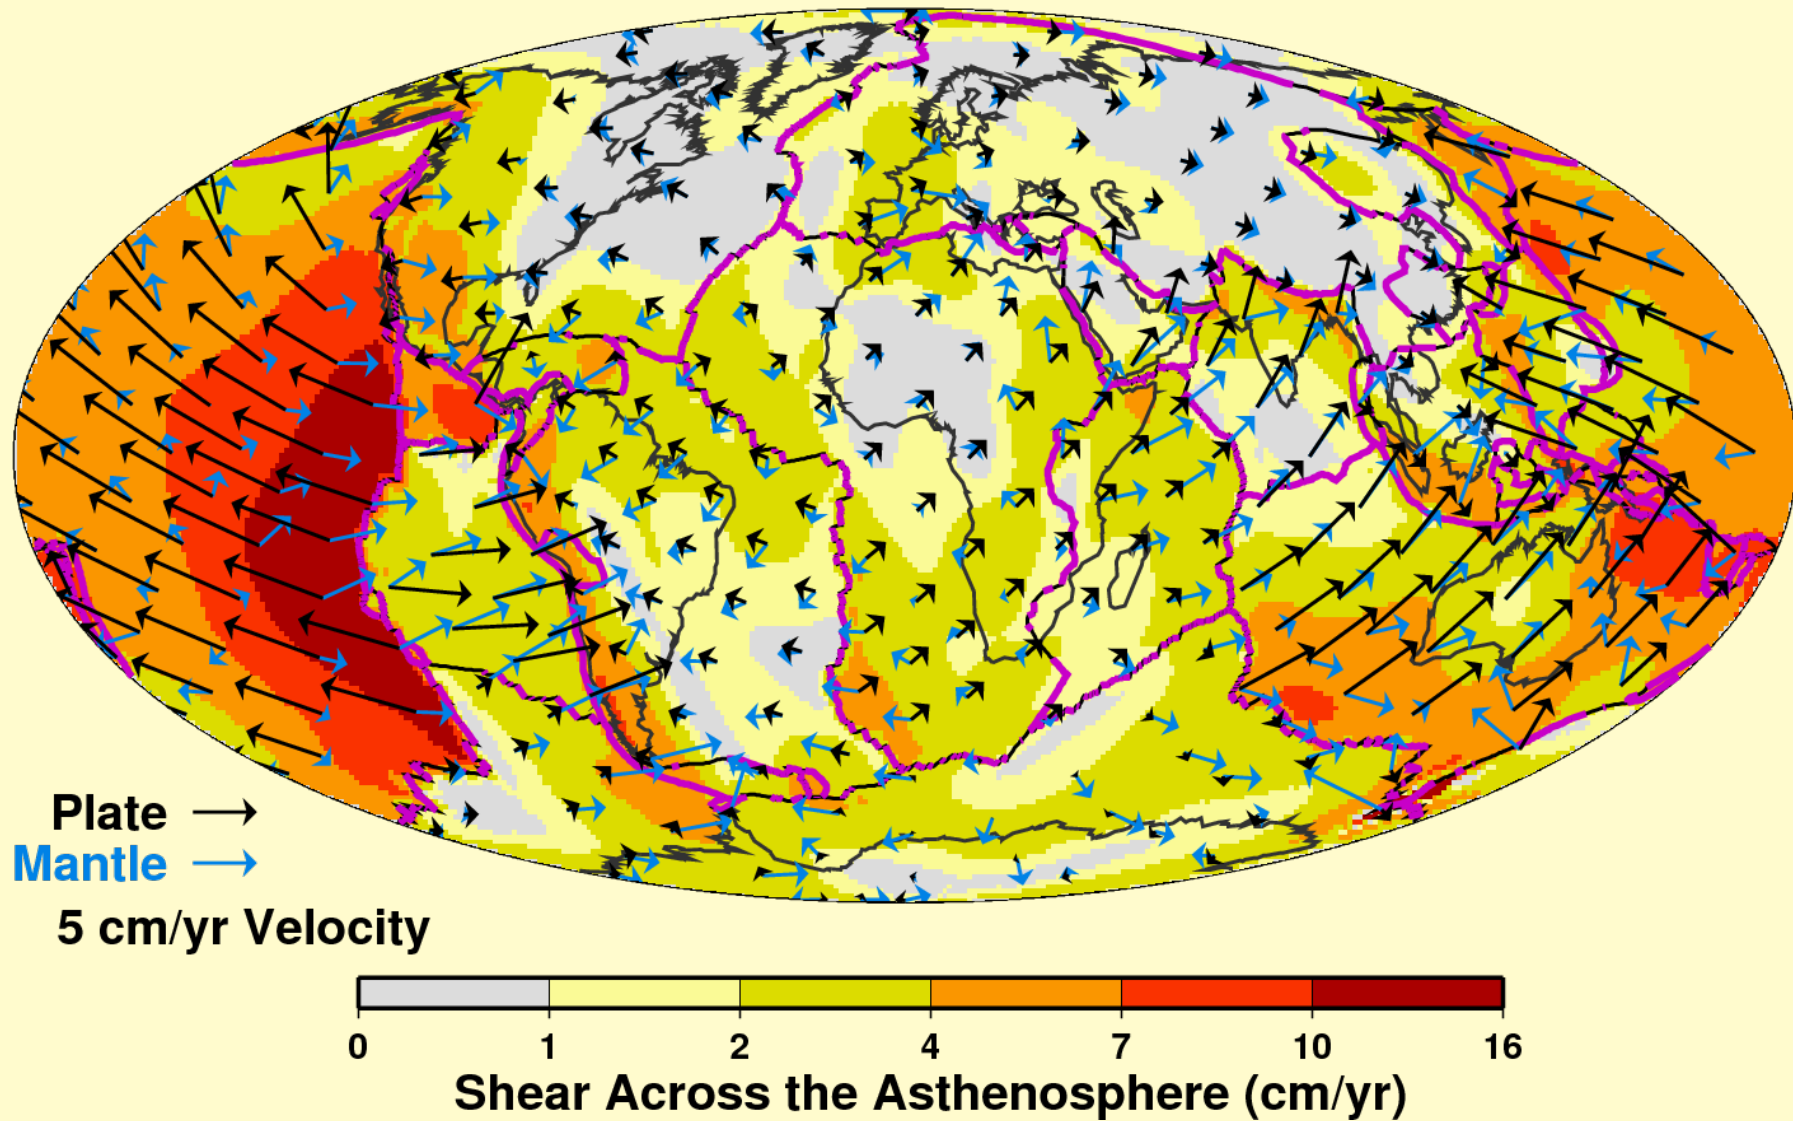 Plate
Mantle
5 cm/yr Velocity
0 1 2 4 7 10 16
Shear Across the Asthenosphere (cm/yr)